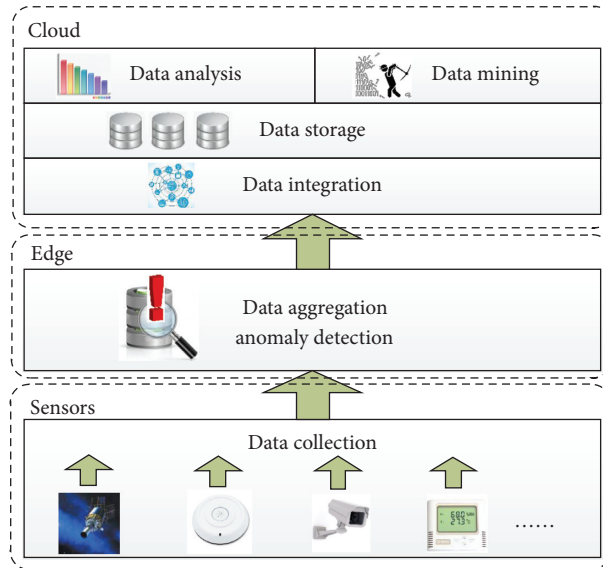 Cloud
Data analysis
Data mining
Data storage
Data integration
Edge
Data aggregation
anomaly detection
Sensors
Data collection
......